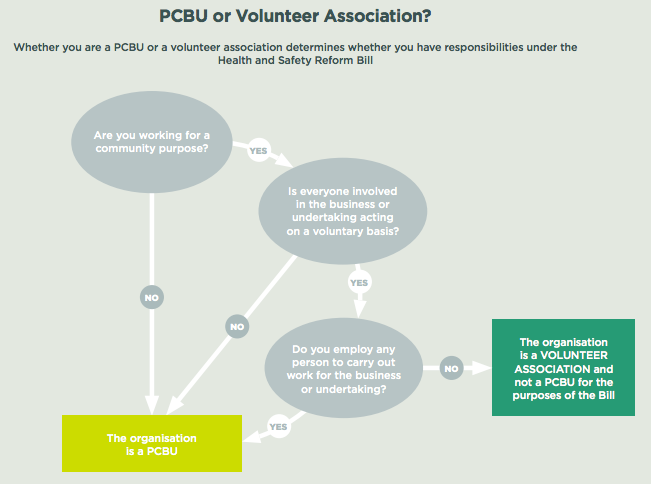 PCBU or Volunteer Association?
Whether you are a PCBU or a volunteer association determines whether you have responsibilities under the
Health and Safety Reform Bill
Are you working for a
community purpose?
YES
Is everyone involved
in the business or
undertaking acting
on a voluntary basis?
YES
NO
NO
Do you employ any
person to carry out
work for the business
or undertaking?
NO
The organisation
is a VOLUNTEER
ASSOCIATION and
not a PCBU for the
purposes of the Bill
YES
The organisation
is a PCBU